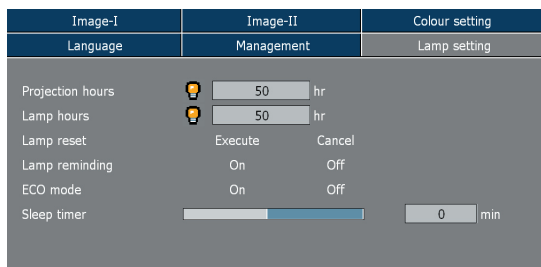 Image-I Image-II Colour setting
Language Management Lamp setting
Projection hours 50 hr
Lamp hours 50 hr
Lamp reset Execute Cancel
Lamp reminding On Off
ECO mode On Off
Sleep timer 0 min